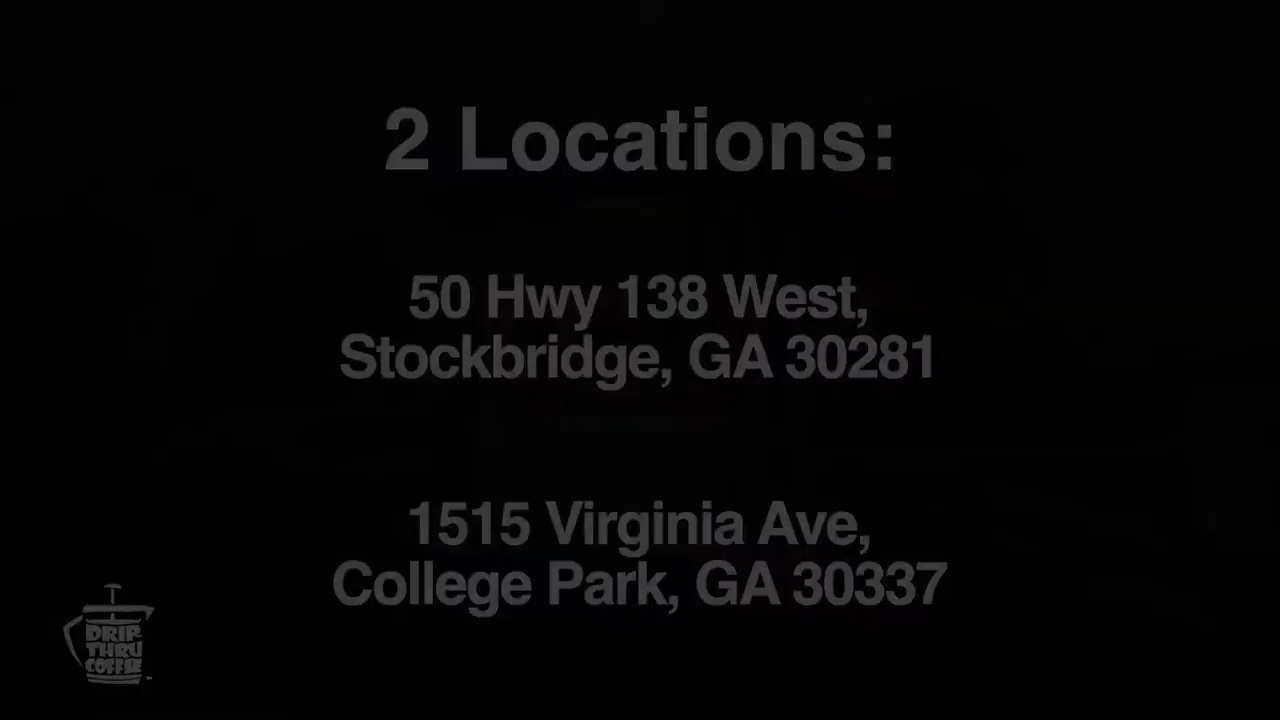 2 Locations:
50 Hwy 138 West,
Stockbridge, GA 30281
1515 Virginia Ave,
College Park, GA 30337
DRIP
THRU
COFFEE